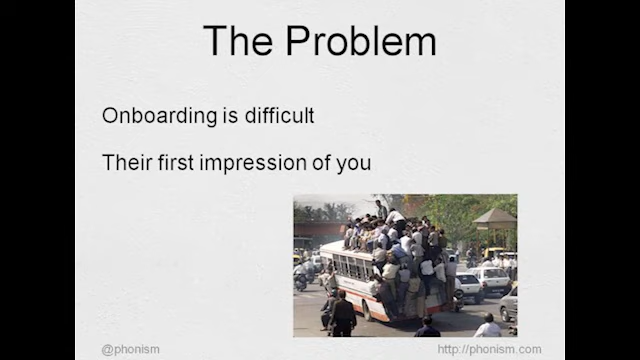 The Problem
Onboarding is difficult
Their first impression of you
@phonism
http://phonism.com